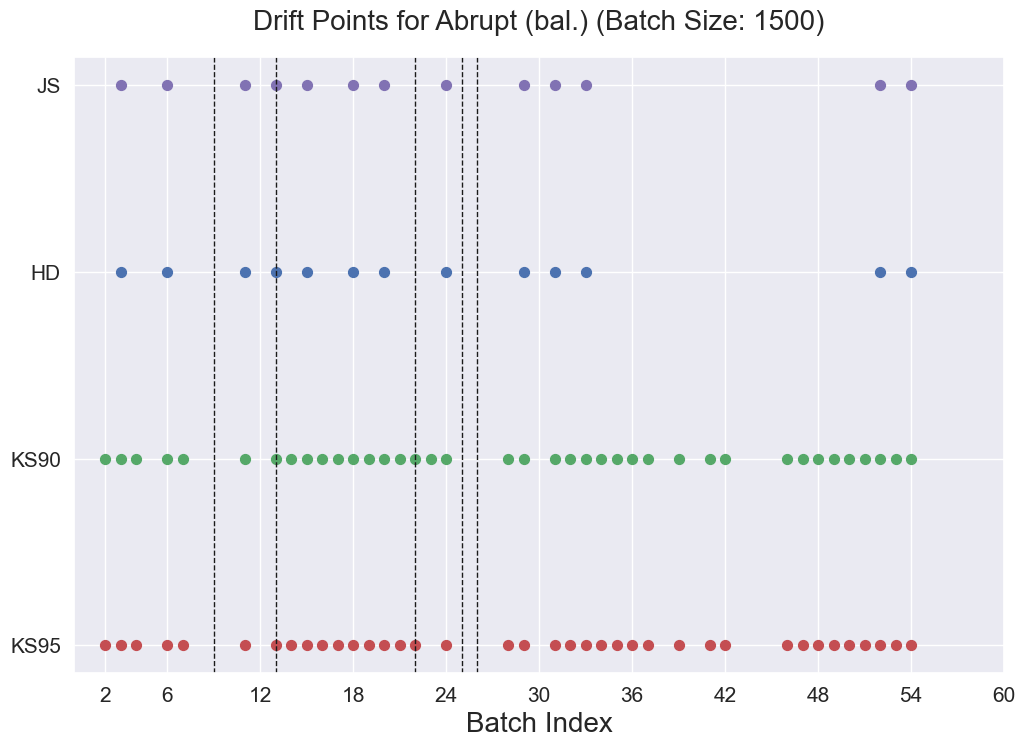 Drift Points for Abrupt (bal.) (Batch Size: 1500)
JS
HD
KS90
KS95
2 6 12 18 24 30 36 42 48 54 60
Batch Index